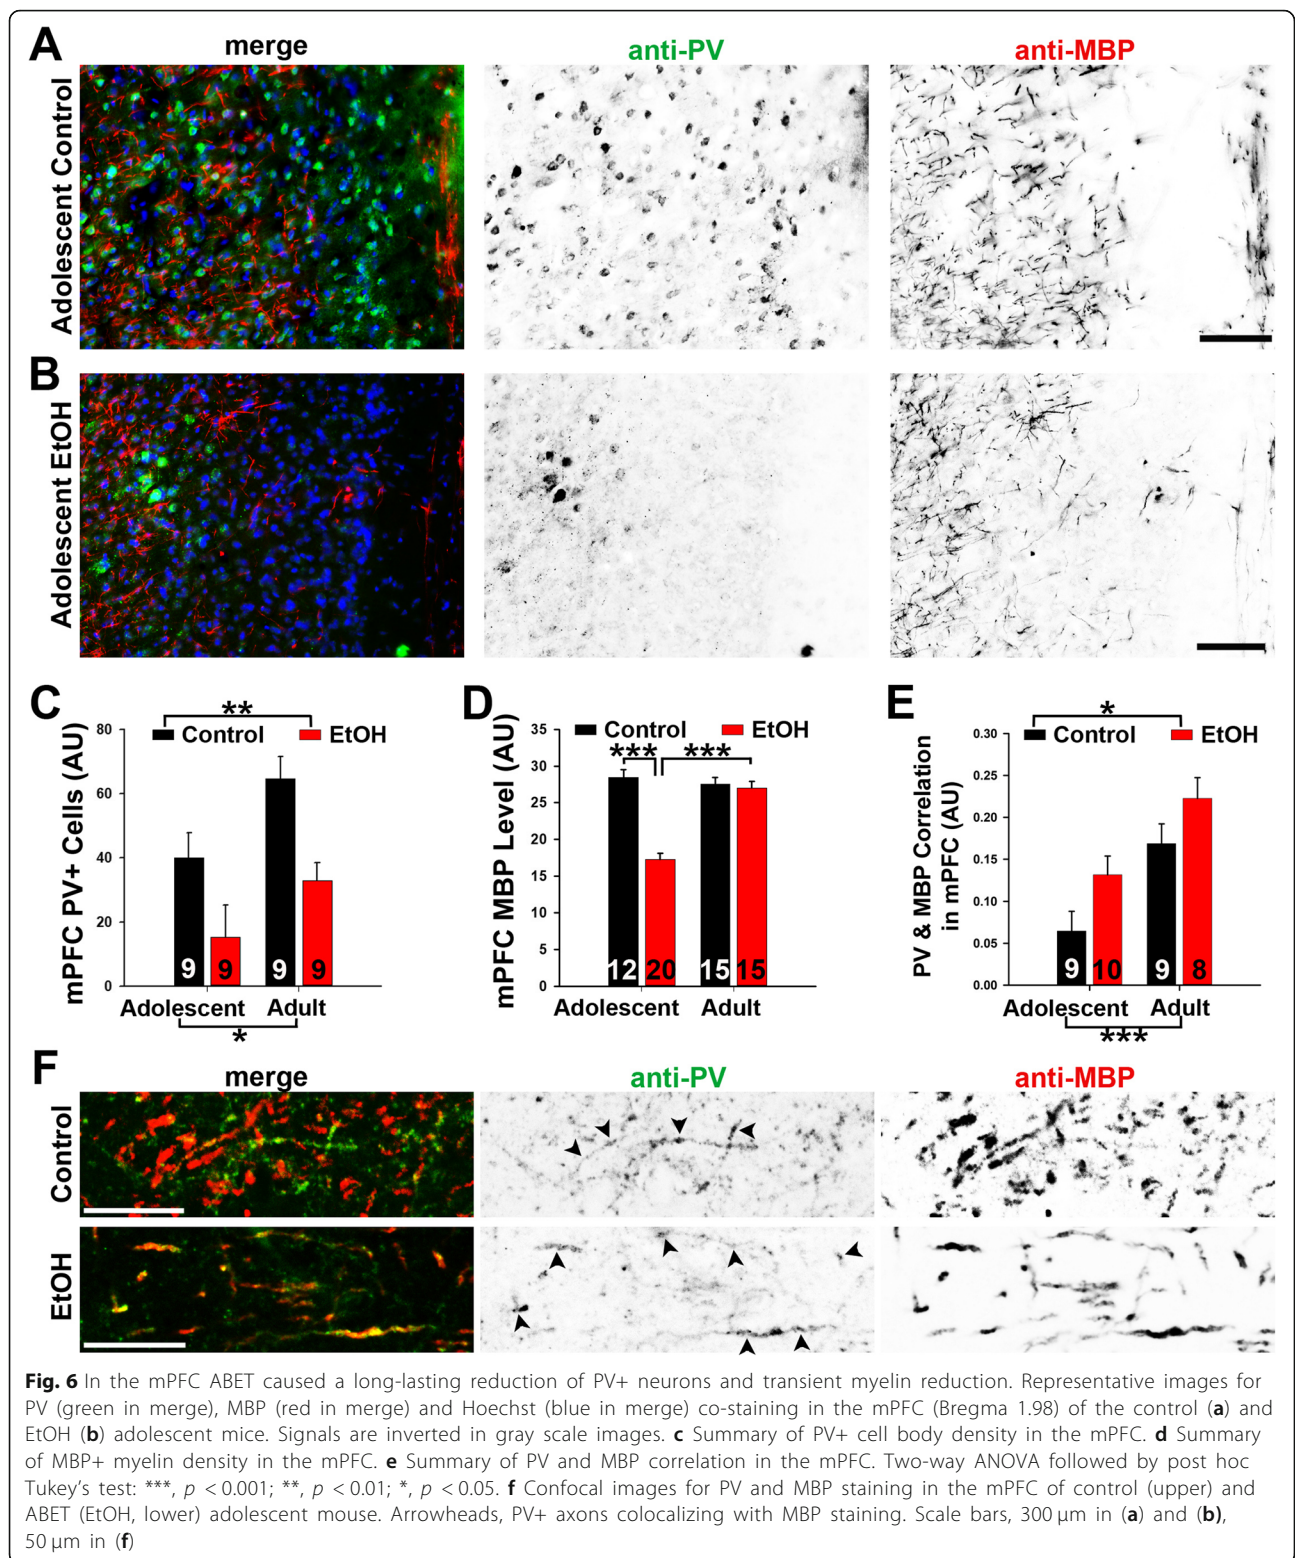 A
merge
anti-PV
anti-MBP
Adolescent Control
B
Adolescent EtOH
C
**
Control
EtOH
mPFC PV+ Cells (AU)
80
60
40
20
0
9
9
9
9
Adolescent
Adult
*
D
Control
EtOH
***
***
mPFC MBP Level (AU)
35
30
25
20
15
10
5
0
12
20
15
15
Adolescent
Adult
E
*
Control
EtOH
PV & MBP Correlation
in mPFC (AU)
0.30
0.25
0.20
0.15
0.10
0.05
0.00
9
10
9
8
Adolescent
Adult
***
F
merge
anti-PV
anti-MBP
Control
EtOH
Fig. 6 In the mPFC ABET caused a long-lasting reduction of PV+ neurons and transient myelin reduction. Representative images for
PV (green in merge), MBP (red in merge) and Hoechst (blue in merge) co-staining in the mPFC (Bregma 1.98) of the control (a) and
EtOH (b) adolescent mice. Signals are inverted in gray scale images. c Summary of PV+ cell body density in the mPFC. d Summary
of MBP+ myelin density in the mPFC. e Summary of PV and MBP correlation in the mPFC. Two-way ANOVA followed by post hoc
Tukey's test: ***, p < 0.001; **, p < 0.01; *, p < 0.05. f Confocal images for PV and MBP staining in the mPFC of control (upper) and
ABET (EtOH, lower) adolescent mouse. Arrowheads, PV+ axons colocalizing with MBP staining. Scale bars, 300 μm in (a) and (b),
50 μm in (f)